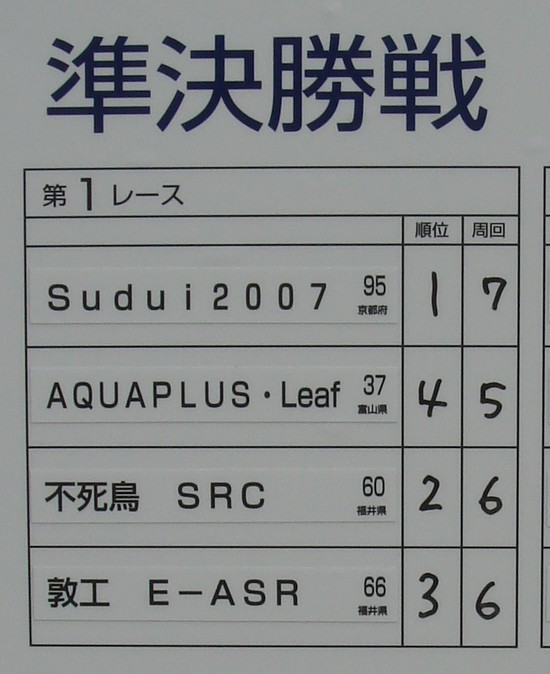 準決勝戦
第1レース
順位 周回
Sudui2007 95 京都府 1 7
AQUAPLUS・Leaf 37 富山県 4 5
不死鳥 SRC 60 福井県 2 6
敦工 E−ASR 66 福井県 3 6